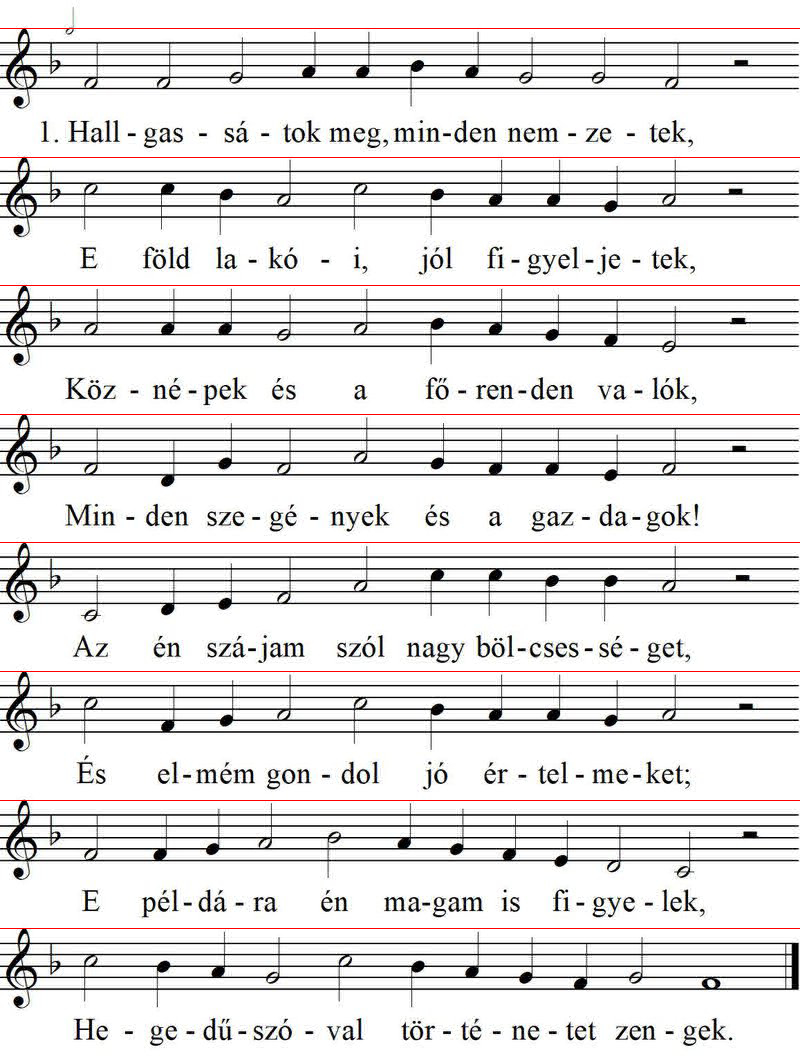 1. Hall - gas - sá - tok meg, min-den nem - ze - tek,
E föld la - kó - i, jól fi - gyel - je - tek,
Köz - né - pek és a fő - ren - den va - lók,
Min - den sze - gé - nyek és a gaz - da - gok!
Az én szá-jam szól nagy böl-cses-sé-get,
És el-mém gon - dol jó ér - tel - me - ket;
E pél-dá - ra én ma-gam is fi - gye - lek,
He - ge - dű-szó - val tör - té - ne - tet zen - gek.